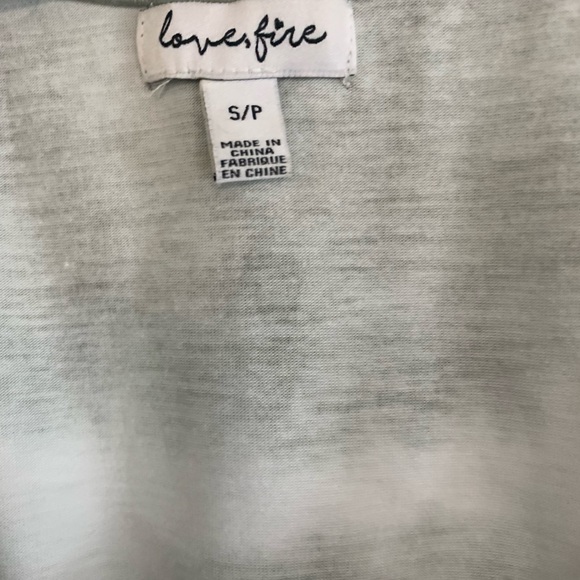 love, fire
S/P
MADE IN
CHINA
FABRIQUE
EN CHINE